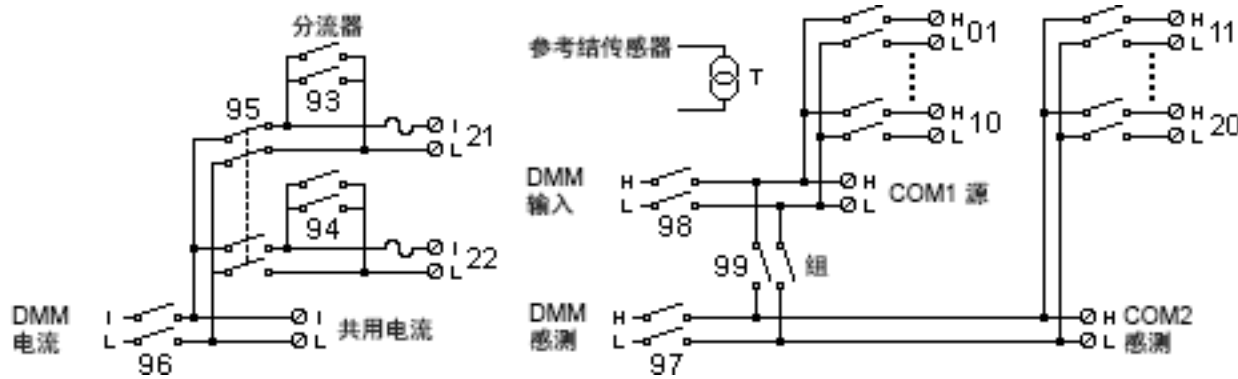 分流器
93
95
I 21
L
94
I 22
L
DMM
电流
I
L
96
I
L
共用电流
参考结传感器
T
H 01
L
H 10
L
H 11
L
H 20
L
DMM
输入
H
L
98
H
L
COM1 源
99
组
DMM
感测
H
L
97
H COM2
L 感测